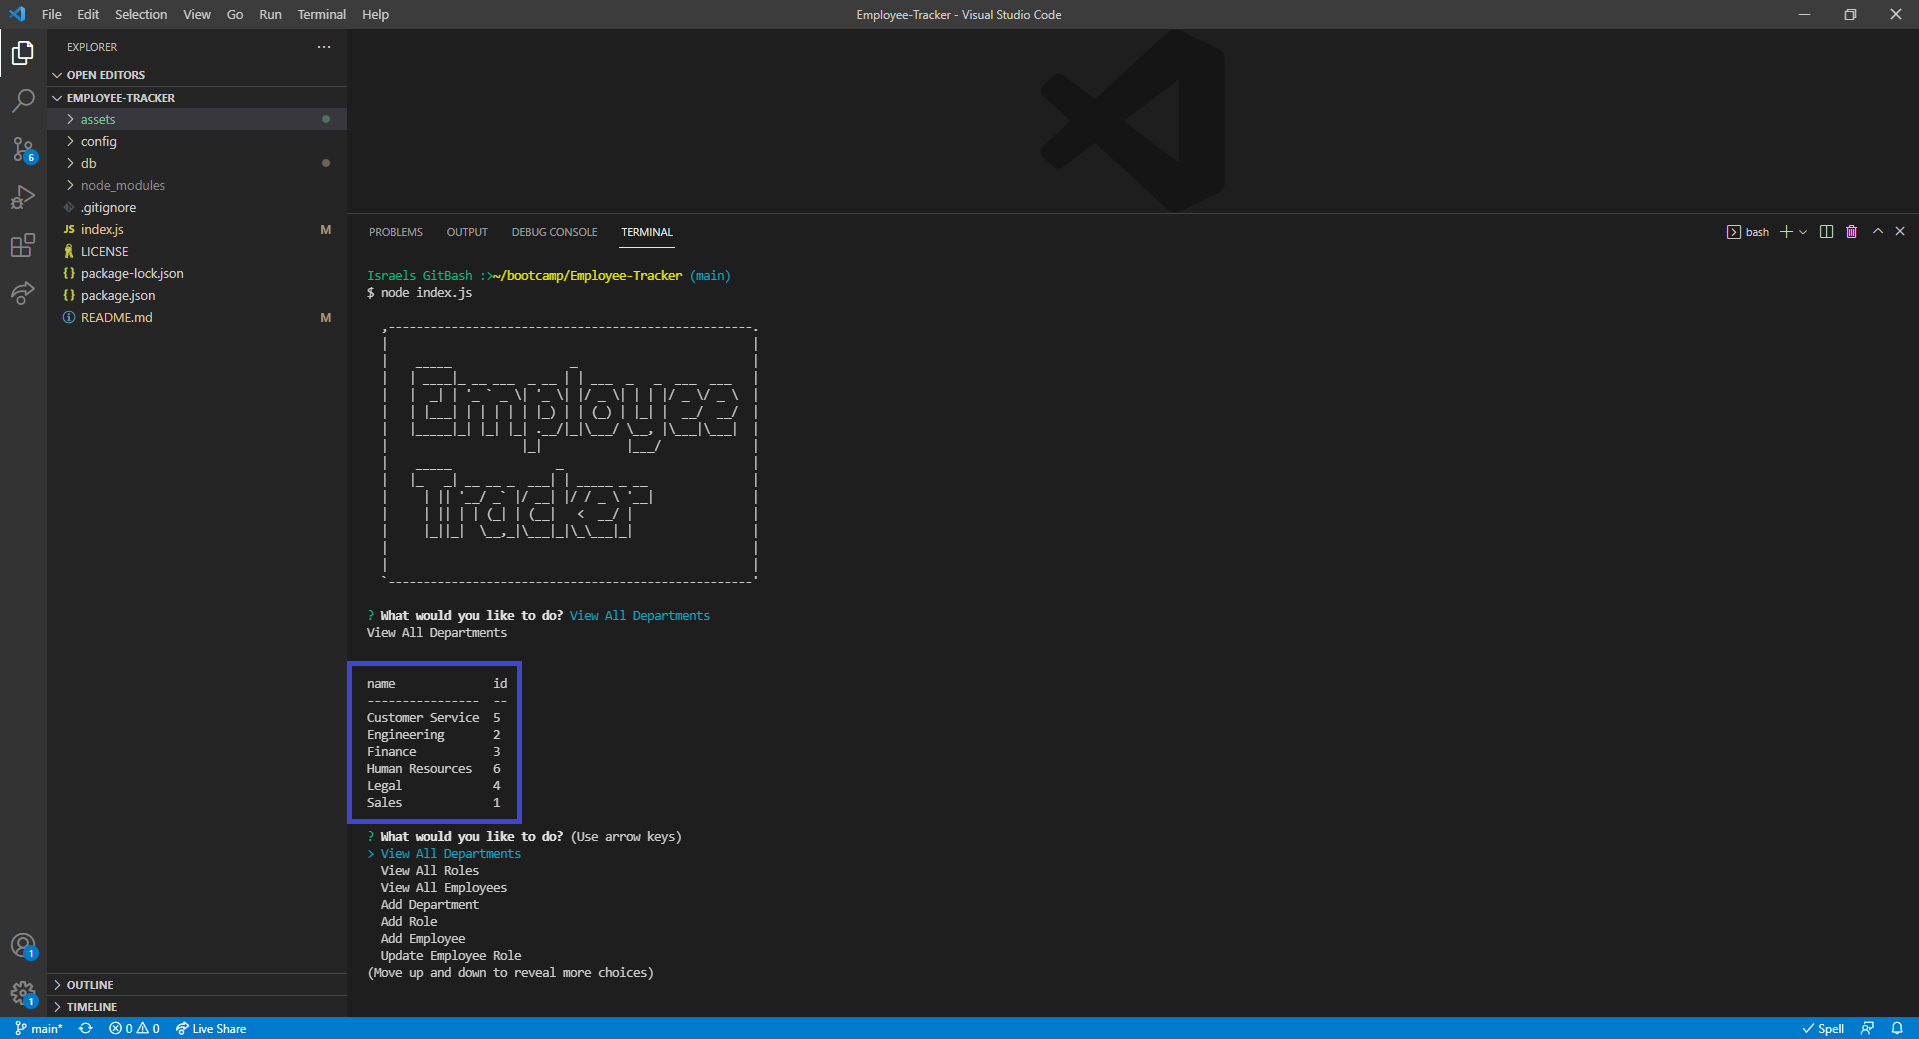 File Edit Selection View Go Run Terminal Help
Employee-Tracker - Visual Studio Code
EXPLORER
OPEN EDITORS
EMPLOYEE-TRACKER
assets
config
db
node_modules
.gitignore
JS index.js M
LICENSE
{} package-lock.json
{} package.json
README.md M
OUTLINE
TIMELINE
PROBLEMS OUTPUT DEBUG CONSOLE TERMINAL
bash
Israels GitBash :>~/bootcamp/Employee-Tracker (main)
$ node index.js
Employee
Tracker
? What would you like to do? View All Departments
View All Departments
name id
---------------- --
Customer Service 5
Engineering 2
Finance 3
Human Resources 6
Legal 4
Sales 1
? What would you like to do? (Use arrow keys)
> View All Departments
View All Roles
View All Employees
Add Department
Add Role
Add Employee
Update Employee Role
(Move up and down to reveal more choices)
6
1
1
main* 0 0 Live Share
Spell